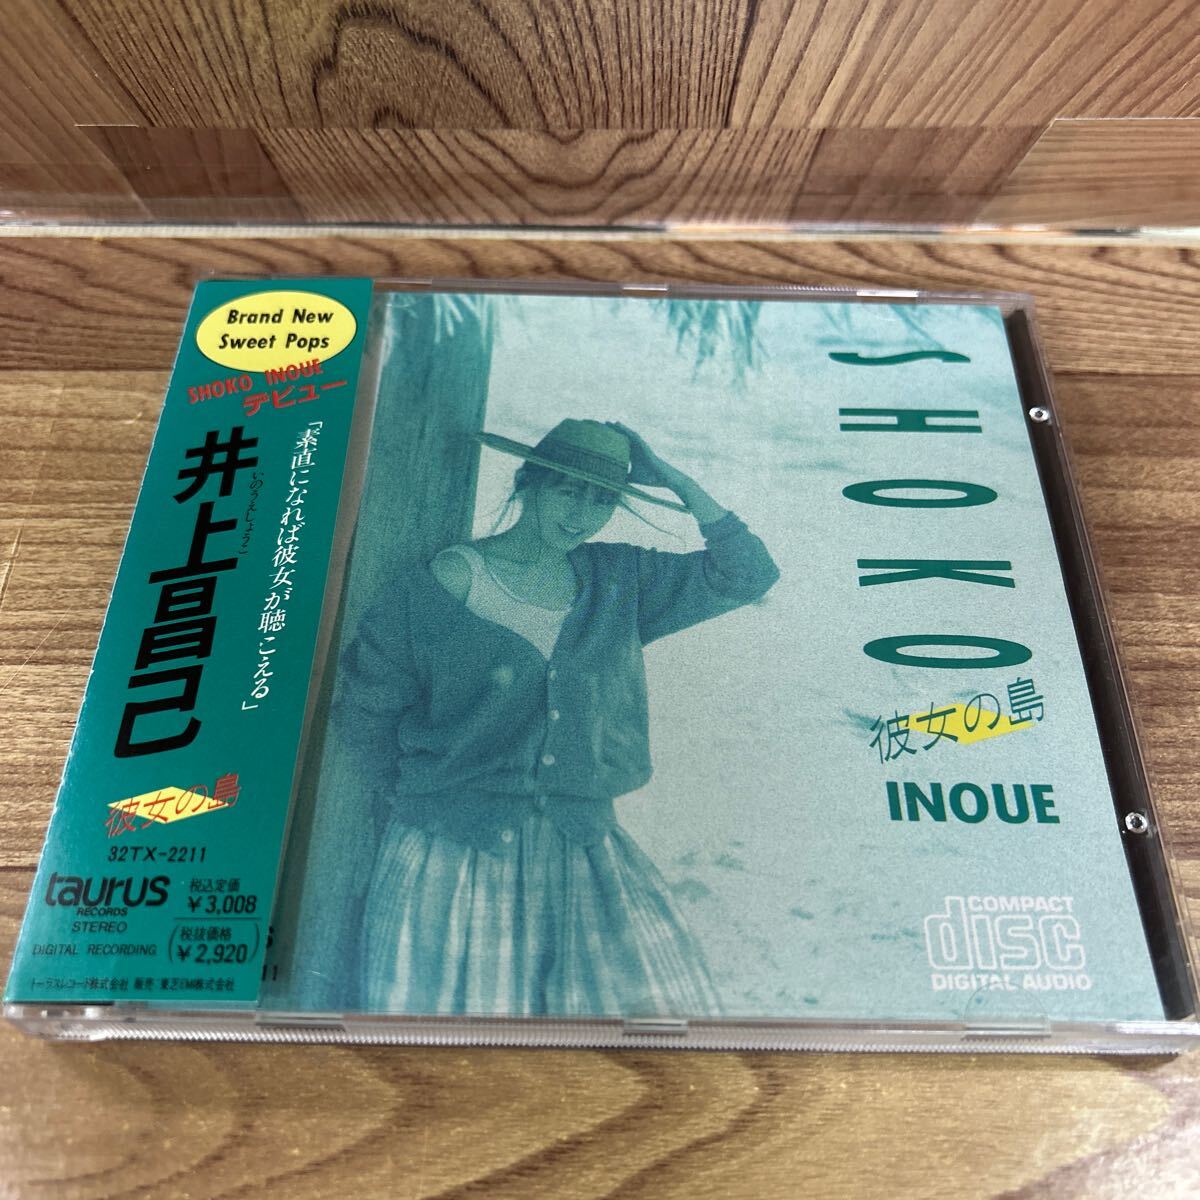 Brand New
Sweet Pops
SHOKO INOUE
デビュー
「素直になれば彼女が聴こえる」
井上昌己
いのうえしょうこ
彼女の島
32TX-2211
taurus
RECORDS
STEREO
DIGITAL RECORDING
税込定価
¥3,008
税抜価格
¥2,920
トーラスレコード株式会社 販売 東芝EMI株式会社
SHOKO
彼女の島
INOUE
COMPACT
disc
DIGITAL AUDIO